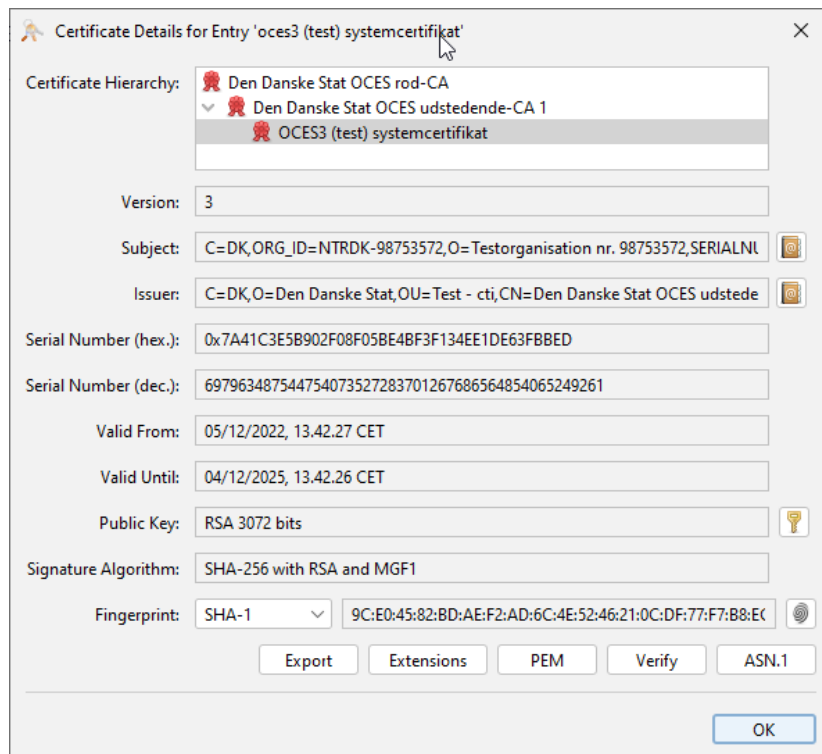 Certificate Details for Entry 'oces3 (test) systemcertifikat'
Certificate Hierarchy:
Den Danske Stat OCES rod-CA
Den Danske Stat OCES udstedende-CA 1
OCES3 (test) systemcertifikat
Version: 3
Subject: C=DK,ORG_ID=NTRDK-98753572,O=Testorganisation nr. 98753572,SERIALNU
Issuer: C=DK,O=Den Danske Stat,OU=Test - cti,CN=Den Danske Stat OCES udstede
Serial Number (hex.): 0x7A41C3E5B902F08F05BE4BF3F134EE1DE63FBBED
Serial Number (dec.): 697963487544754073527283701267686564854065249261
Valid From: 05/12/2022, 13.42.27 CET
Valid Until: 04/12/2025, 13.42.26 CET
Public Key: RSA 3072 bits
Signature Algorithm: SHA-256 with RSA and MGF1
Fingerprint: SHA-1 9C:E0:45:82:BD:AE:F2:AD:6C:4E:52:46:21:0C:DF:77:F7:B8:E
Export Extensions PEM Verify ASN.1
OK